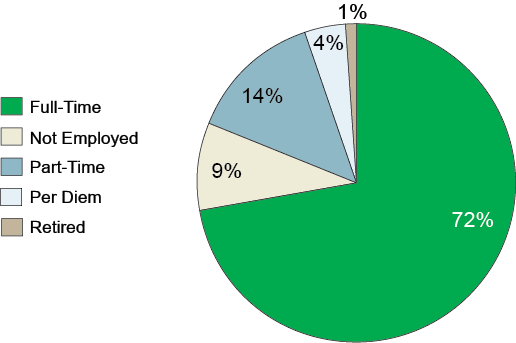 1%
4%
14%
9%
72%
Full-Time
Not Employed
Part-Time
Per Diem
Retired